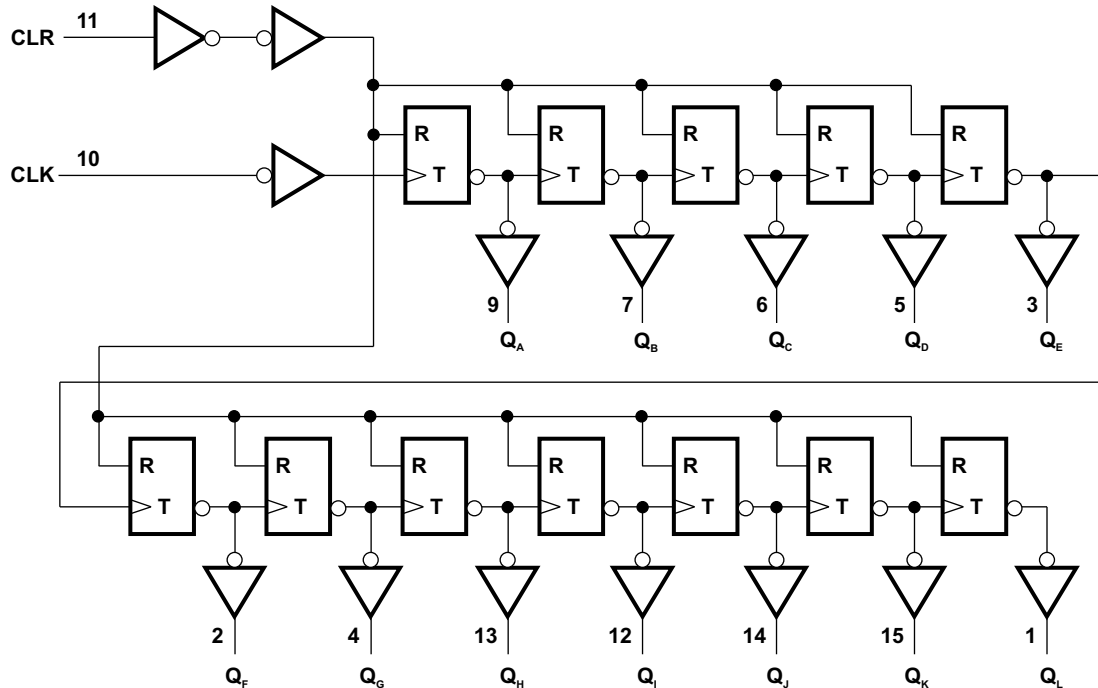 11
CLR
10
CLK
R R R R R
T T T T T
9 7 6 5 3
QA QB QC QD QE
R R R R R R R
T T T T T T T
2 4 13 12 14 15 1
QF QG QH QI QJ QK QL